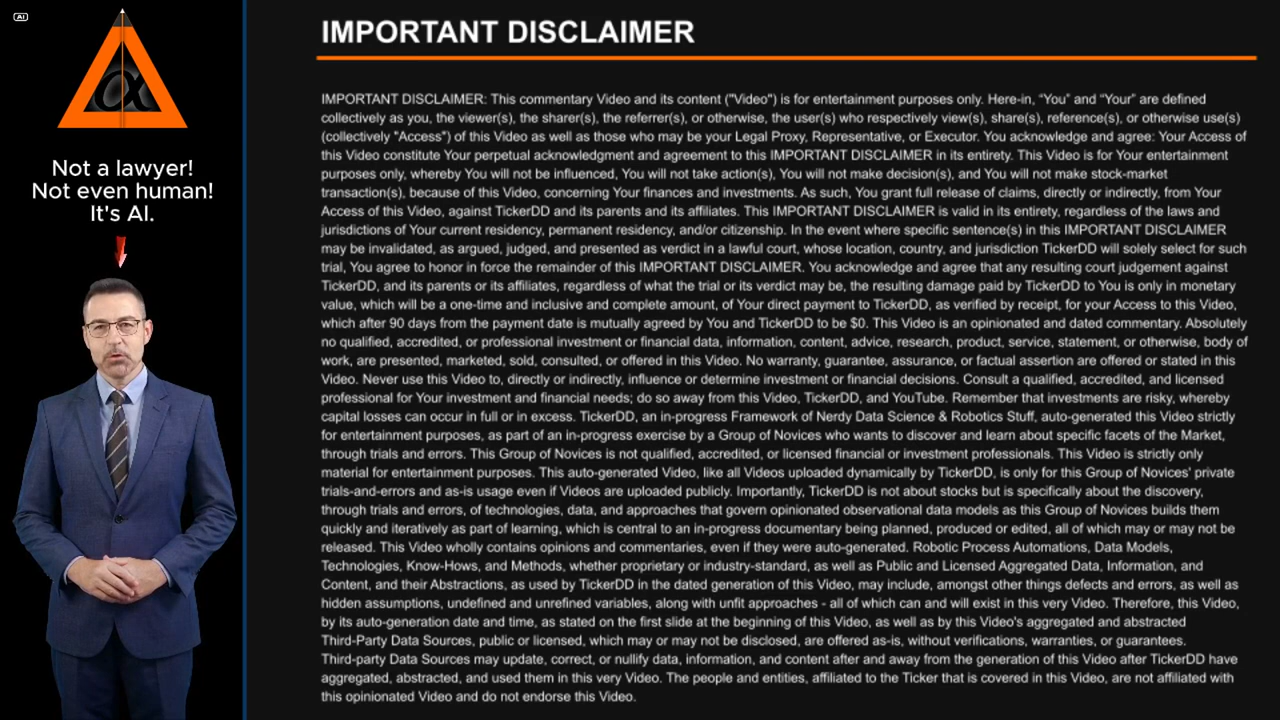 AI
α
Not a lawyer!
Not even human!
It's AI.
IMPORTANT DISCLAIMER
IMPORTANT DISCLAIMER: This commentary Video and its content ("Video") is for entertainment purposes only. Here-in, “You” and “Your” are defined
collectively as you, the viewer(s), the sharer(s), the referrer(s), or otherwise, the user(s) who respectively view(s), share(s), reference(s), or otherwise use(s)
(collectively "Access") of this Video as well as those who may be your Legal Proxy, Representative, or Executor. You acknowledge and agree: Your Access of
this Video constitute Your perpetual acknowledgment and agreement to this IMPORTANT DISCLAIMER in its entirety. This Video is for Your entertainment
purposes only, whereby You will not be influenced, You will not take action(s), You will not make decision(s), and You will not make stock-market
transaction(s), because of this Video, concerning Your finances and investments. As such, You grant full release of claims, directly or indirectly, from Your
Access of this Video, against TickerDD and its parents and its affiliates. This IMPORTANT DISCLAIMER is valid in its entirety, regardless of the laws and
jurisdictions of Your current residency, permanent residency, and/or citizenship. In the event where specific sentence(s) in this IMPORTANT DISCLAIMER
may be invalidated, as argued, judged, and presented as verdict in a lawful court, whose location, country, and jurisdiction TickerDD will solely select for such
trial, You agree to honor in force the remainder of this IMPORTANT DISCLAIMER. You acknowledge and agree that any resulting court judgement against
TickerDD, and its parents or its affiliates, regardless of what the trial or its verdict may be, the resulting damage paid by TickerDD to You is only in monetary
value, which will be a one-time and inclusive and complete amount, of Your direct payment to TickerDD, as verified by receipt, for your Access to this Video,
which after 90 days from the payment date is mutually agreed by You and TickerDD to be $0. This Video is an opinionated and dated commentary. Absolutely
no qualified, accredited, or professional investment or financial data, information, content, advice, research, product, service, statement, or otherwise, body of
work, are presented, marketed, sold, consulted, or offered in this Video. No warranty, guarantee, assurance, or factual assertion are offered or stated in this
Video. Never use this Video to, directly or indirectly, influence or determine investment or financial decisions. Consult a qualified, accredited, and licensed
professional for Your investment and financial needs; do so away from this Video, TickerDD, and YouTube. Remember that investments are risky, whereby
capital losses can occur in full or in excess. TickerDD, an in-progress Framework of Nerdy Data Science & Robotics Stuff, auto-generated this Video strictly
for entertainment purposes, as part of an in-progress exercise by a Group of Novices who wants to discover and learn about specific facets of the Market,
through trials and errors. This Group of Novices is not qualified, accredited, or licensed financial or investment professionals. This Video is strictly only
material for entertainment purposes. This auto-generated Video, like all Videos uploaded dynamically by TickerDD, is only for this Group of Novices' private
trials-and-errors and as-is usage even if Videos are uploaded publicly. Importantly, TickerDD is not about stocks but is specifically about the discovery,
through trials and errors, of technologies, data, and approaches that govern opinionated observational data models as this Group of Novices builds them
quickly and iteratively as part of learning, which is central to an in-progress documentary being planned, produced or edited, all of which may or may not be
released. This Video wholly contains opinions and commentaries, even if they were auto-generated. Robotic Process Automations, Data Models,
Technologies, Know-Hows, and Methods, whether proprietary or industry-standard, as well as Public and Licensed Aggregated Data, Information, and
Content, and their Abstractions, as used by TickerDD in the dated generation of this Video, may include, amongst other things defects and errors, as well as
hidden assumptions, undefined and unrefined variables, along with unfit approaches - all of which can and will exist in this very Video. Therefore, this Video,
by its auto-generation date and time, as stated on the first slide at the beginning of this Video, as well as by this Video's aggregated and abstracted
Third-Party Data Sources, public or licensed, which may or may not be disclosed, are offered as-is, without verifications, warranties, or guarantees.
Third-party Data Sources may update, correct, or nullify data, information, and content after and away from the generation of this Video after TickerDD have
aggregated, abstracted, and used them in this very Video. The people and entities, affiliated to the Ticker that is covered in this Video, are not affiliated with
this opinionated Video and do not endorse this Video.